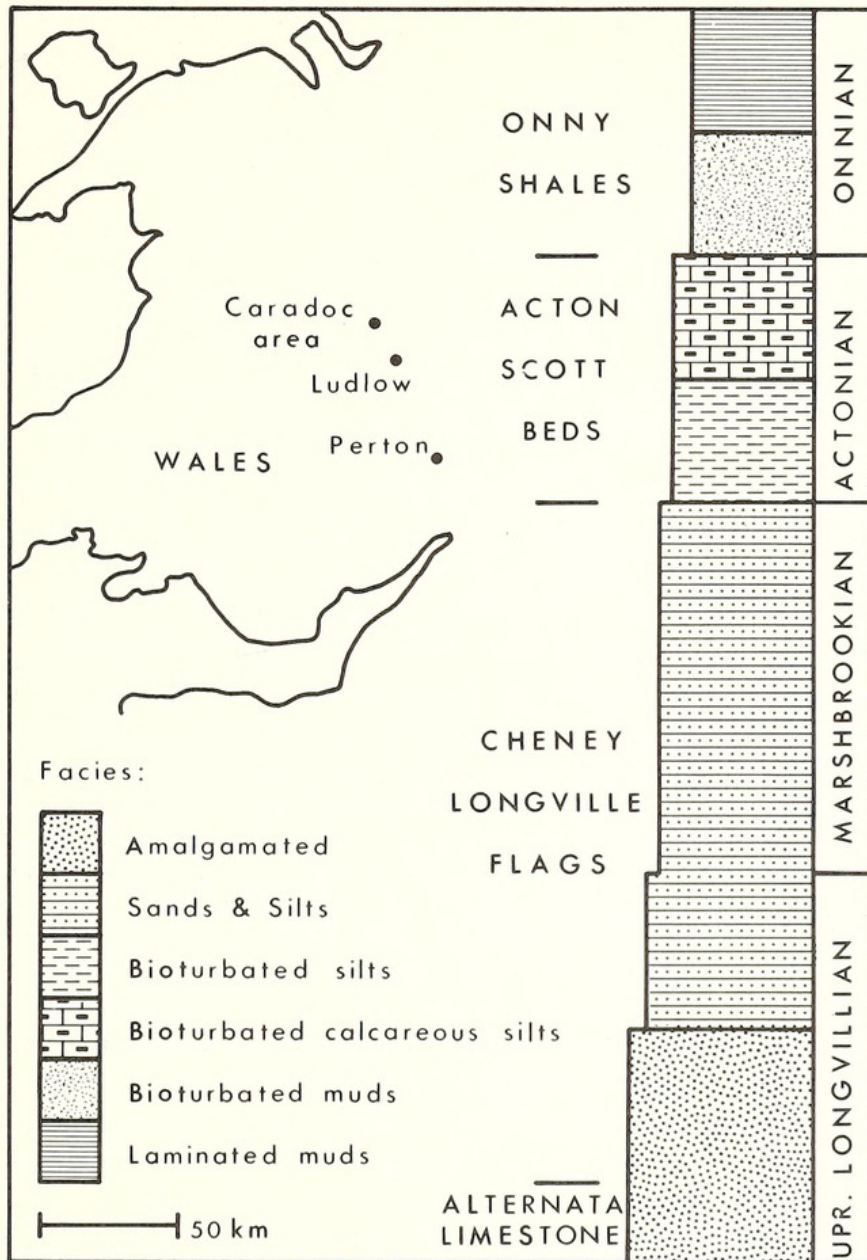 ONNY
SHALES
ONNIAN
Caradoc
area
Ludlow
Perton
WALES
ACTON
SCOTT
BEDS
ACTONIAN
CHENEY
LONGVILLE
FLAGS
MARSHBROOKIAN
Facies:
Amalgamated
Sands & Silts
Bioturbated silts
Bioturbated calcareous silts
Bioturbated muds
Laminated muds
50 km
ALTERNATA
LIMESTONE
UPR. LONGVILLIAN